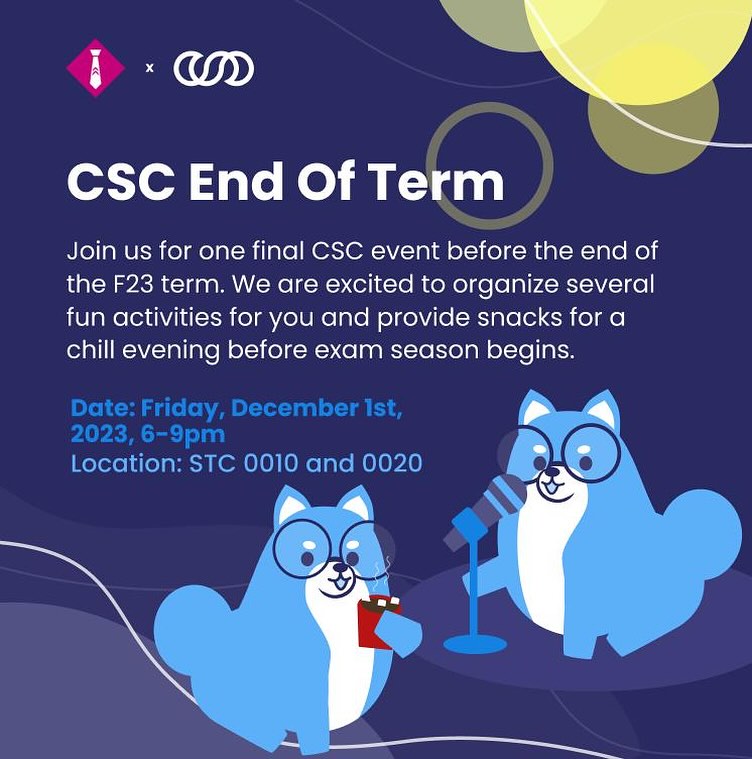 x
CSC End Of Term
Join us for one final CSC event before the end of
the F23 term. We are excited to organize several
fun activities for you and provide snacks for a
chill evening before exam season begins.
Date: Friday, December 1st,
2023, 6-9pm
Location: STC 0010 and 0020